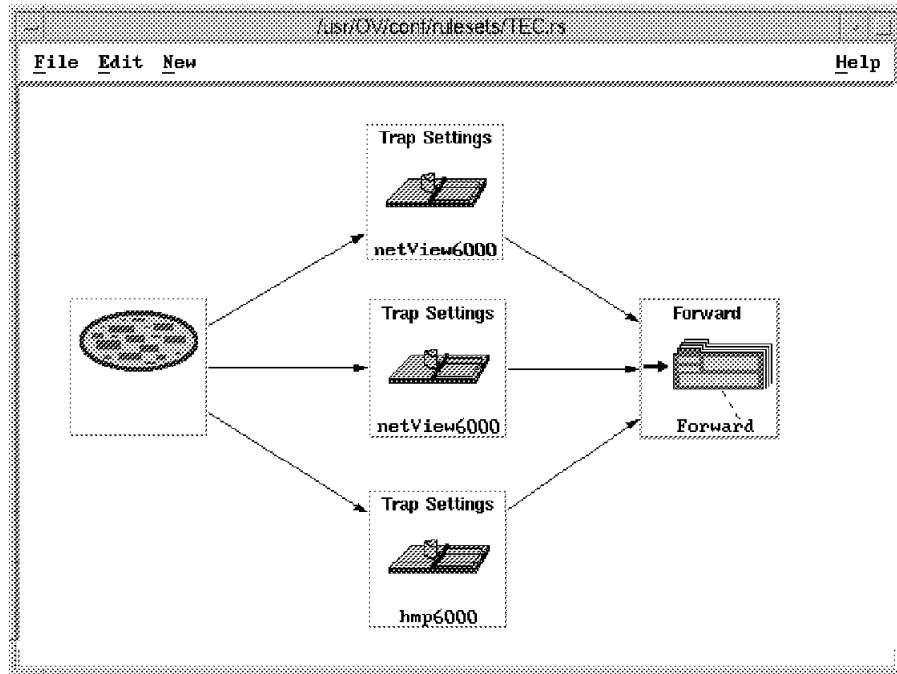 /usr/OV/conf/rulesets/TEC.rs
File Edit New Help
Trap Settings
netView6000
Trap Settings
netView6000
Forward
Forward
Trap Settings
hmp6000